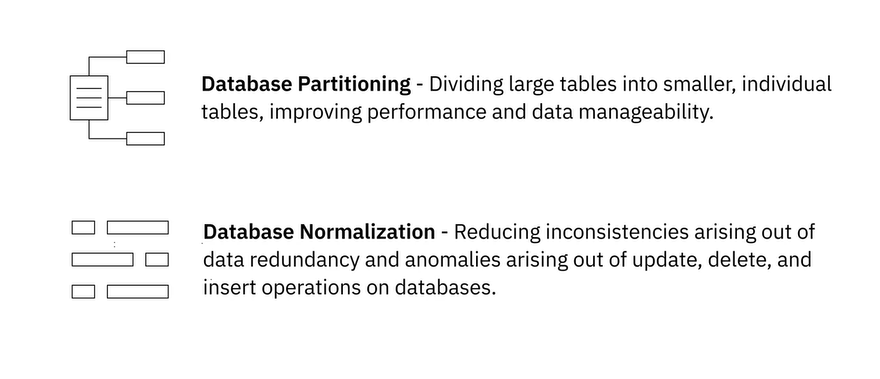 Database Partitioning - Dividing large tables into smaller, individual
tables, improving performance and data manageability.
Database Normalization - Reducing inconsistencies arising out of
data redundancy and anomalies arising out of update, delete, and
insert operations on databases.